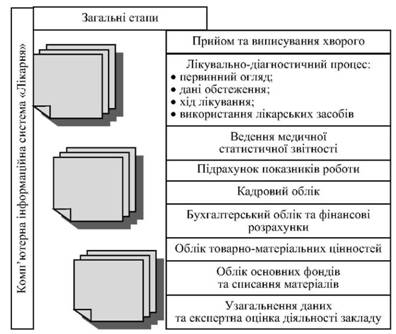 Комп'ютерна інформаційна система «Лікарня»
Загальні етапи
Прийом та виписування хворого
Лікувально-діагностичний процес:
• первинний огляд;
• дані обстеження;
• хід лікування;
• використання лікарських засобів
Ведення медичної
статистичної звітності
Підрахунок показників роботи
Кадровий облік
Бухгалтерський облік та фінансові
розрахунки
Облік товарно-матеріальних цінностей
Облік основних фондів
та списання матеріалів
Узагальнення даних
та експертна оцінка діяльності закладу